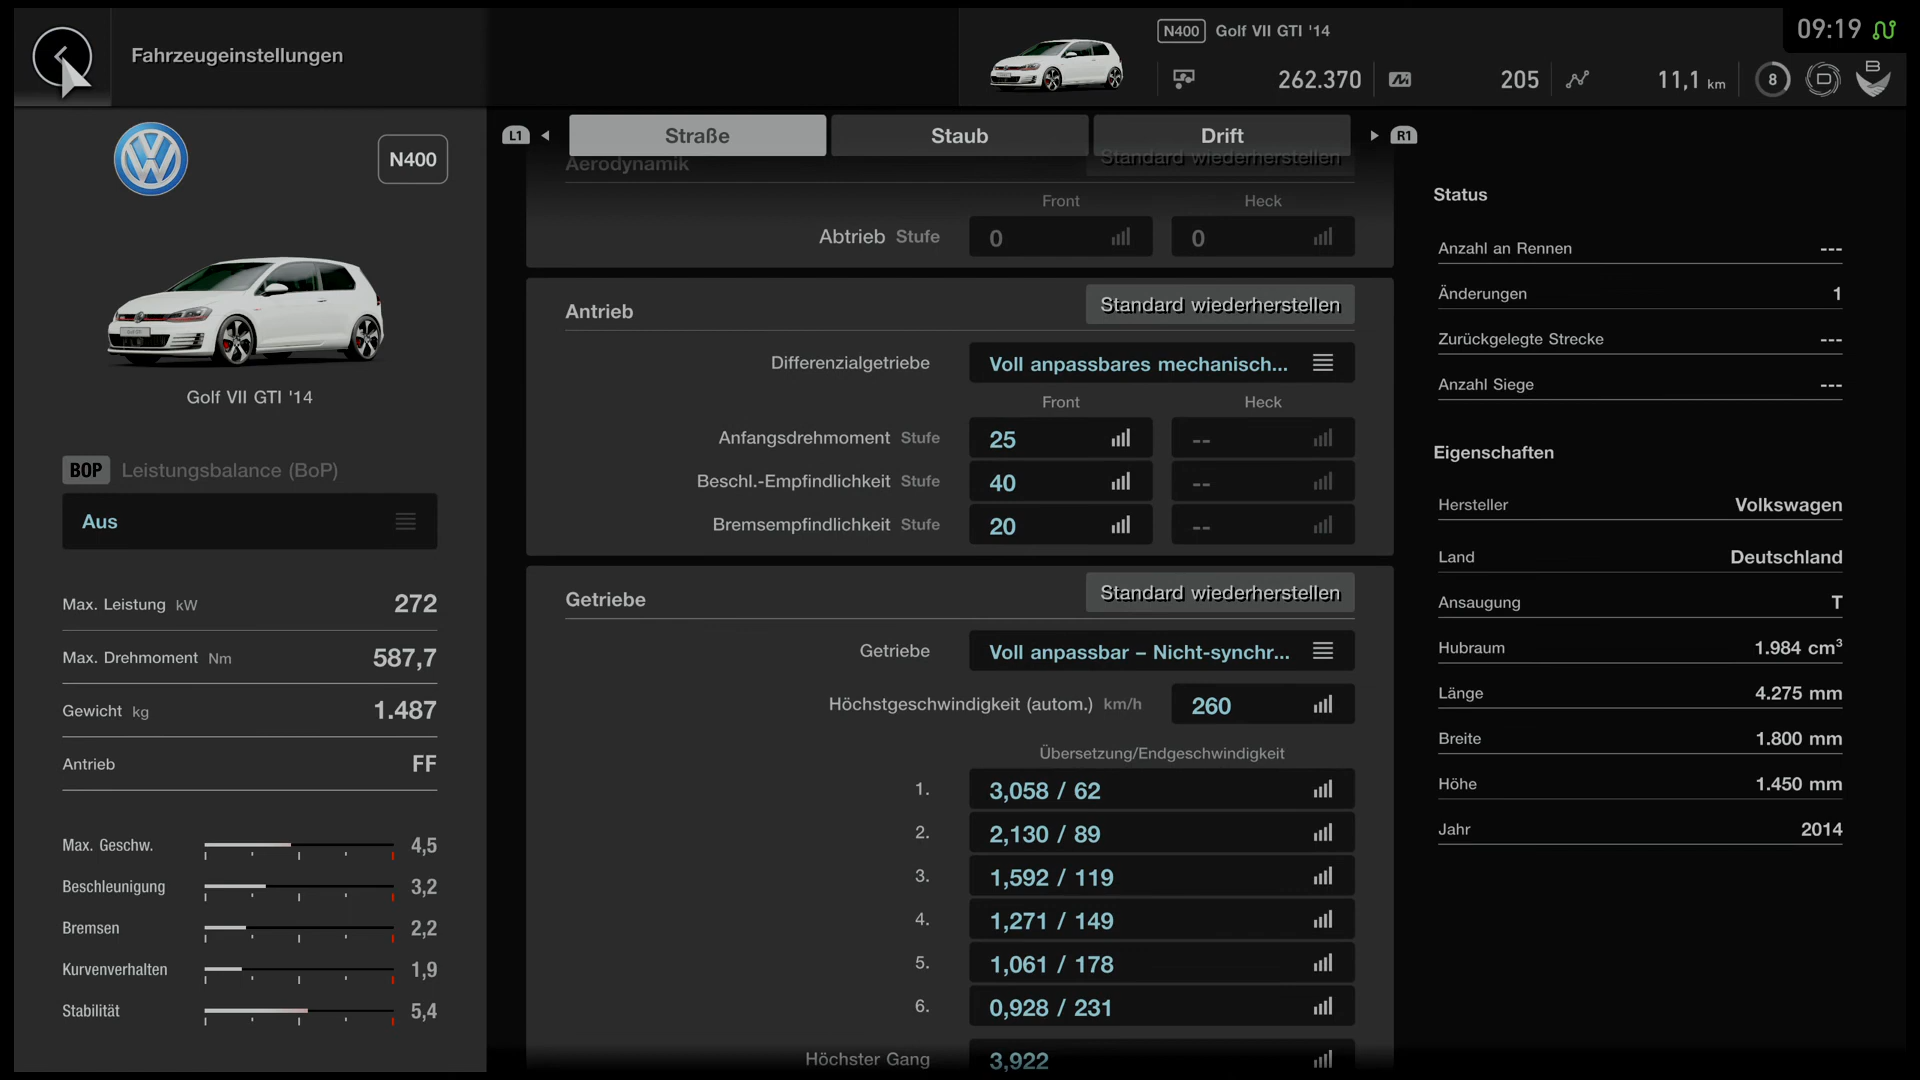 Fahrzeugeinstellungen
N400 Golf VII GTI '14
09:19
262.370
205
11,1 km
8
B
N400
Golf VII GTI '14
BOP Leistungsbalance (BoP)
Aus
Max. Leistung kW 272
Max. Drehmoment Nm 587,7
Gewicht kg 1.487
Antrieb FF
Max. Geschw. 4,5
Beschleunigung 3,2
Bremsen 2,2
Kurvenverhalten 1,9
Stabilität 5,4
L1 Straße Staub Drift R1
Aerodynamik Standard wiederherstellen
Front Heck
Abtrieb Stufe 0 0
Antrieb Standard wiederherstellen
Differenzialgetriebe Voll anpassbares mechanisch...
Front Heck
Anfangsdrehmoment Stufe 25 --
Beschl.-Empfindlichkeit Stufe 40 --
Bremsempfindlichkeit Stufe 20 --
Getriebe Standard wiederherstellen
Getriebe Voll anpassbar – Nicht-synchr...
Höchstgeschwindigkeit (autom.) km/h 260
Übersetzung/Endgeschwindigkeit
1. 3,058 / 62
2. 2,130 / 89
3. 1,592 / 119
4. 1,271 / 149
5. 1,061 / 178
6. 0,928 / 231
Höchster Gang 3,922
Status
Anzahl an Rennen ---
Änderungen 1
Zurückgelegte Strecke ---
Anzahl Siege ---
Eigenschaften
Hersteller Volkswagen
Land Deutschland
Ansaugung T
Hubraum 1.984 cm³
Länge 4.275 mm
Breite 1.800 mm
Höhe 1.450 mm
Jahr 2014